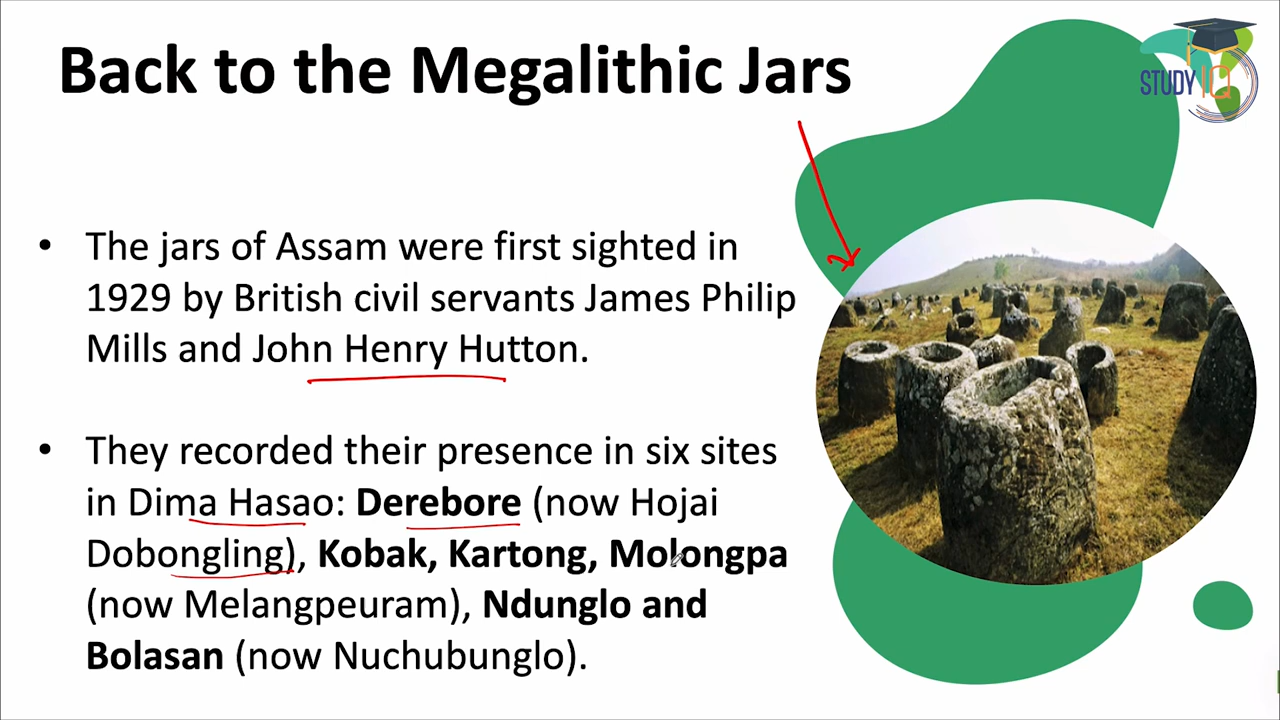 Back to the Megalithic Jars
STUDY IQ
• The jars of Assam were first sighted in
1929 by British civil servants James Philip
Mills and John Henry Hutton.
• They recorded their presence in six sites
in Dima Hasao: Derebore (now Hojai
Dobongling), Kobak, Kartong, Molongpa
(now Melangpeuram), Ndunglo and
Bolasan (now Nuchubunglo).